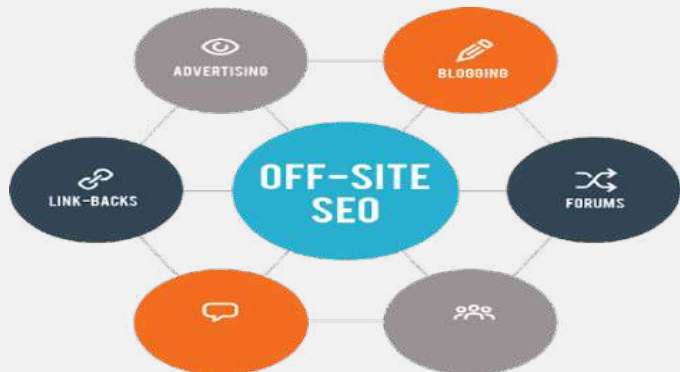 ADVERTISING
BLOGGING
OFF-SITE
SEO
LINK-BACKS
FORUMS